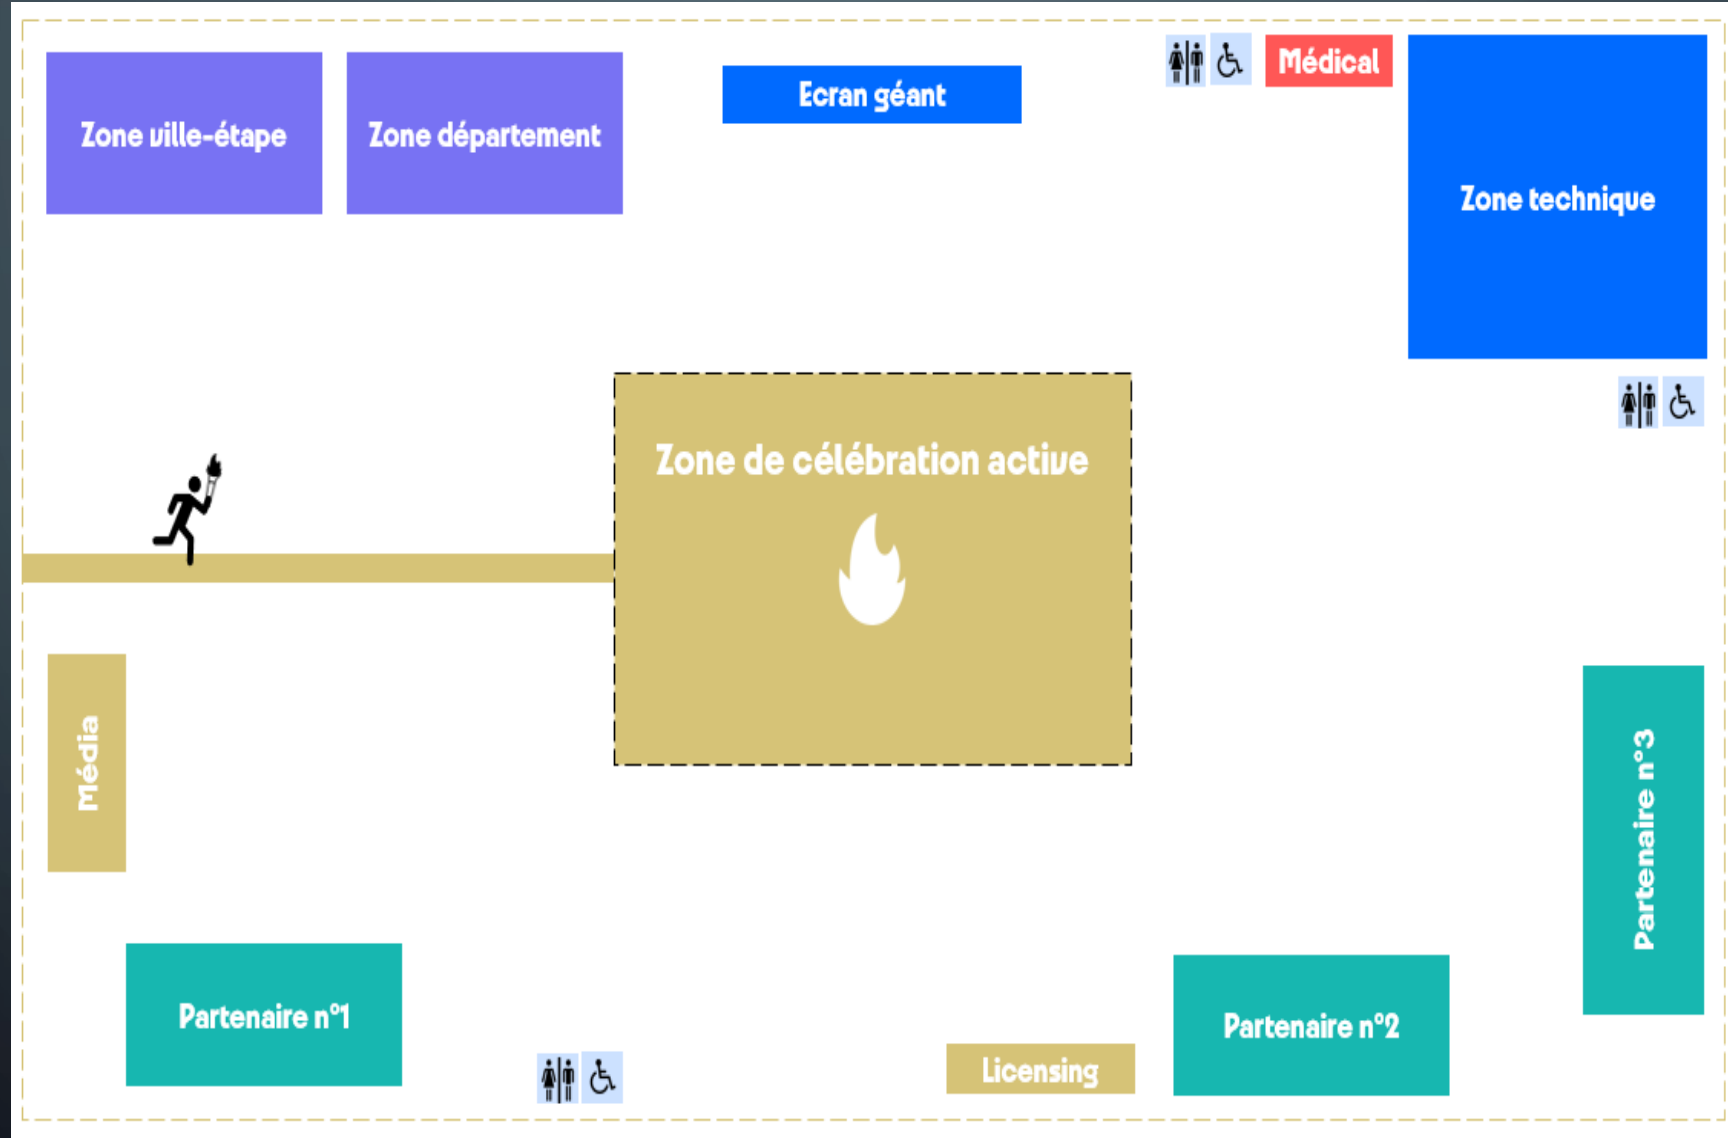 Zone ville-étape
Zone département
Ecran géant
Médical
Zone technique
Zone de célébration active
Média
Partenaire n°3
Partenaire n°1
Partenaire n°2
Licensing